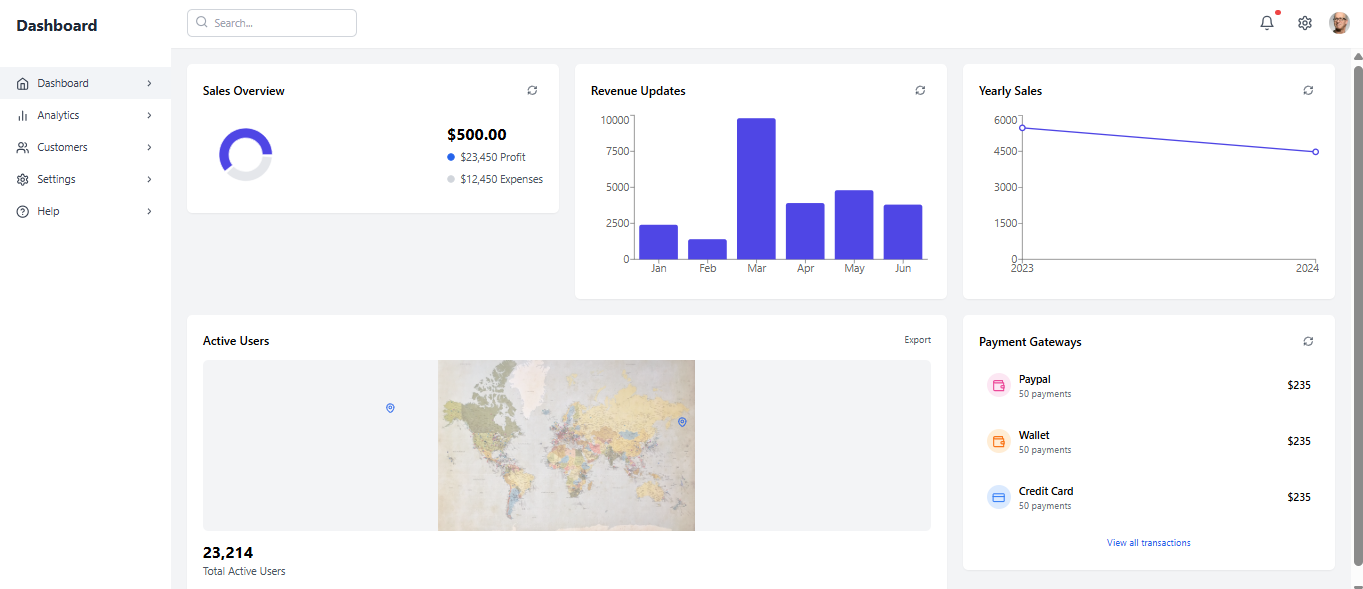 Dashboard
Search...
Dashboard
Analytics
Customers
Settings
Help
Sales Overview
$500.00
$23,450 Profit
$12,450 Expenses
Revenue Updates
10000
7500
5000
2500
0
Jan Feb Mar Apr May Jun
Yearly Sales
6000
4500
3000
1500
0
2023 2024
Active Users
Export
23,214
Total Active Users
Payment Gateways
Paypal
50 payments
$235
Wallet
50 payments
$235
Credit Card
50 payments
$235
View all transactions